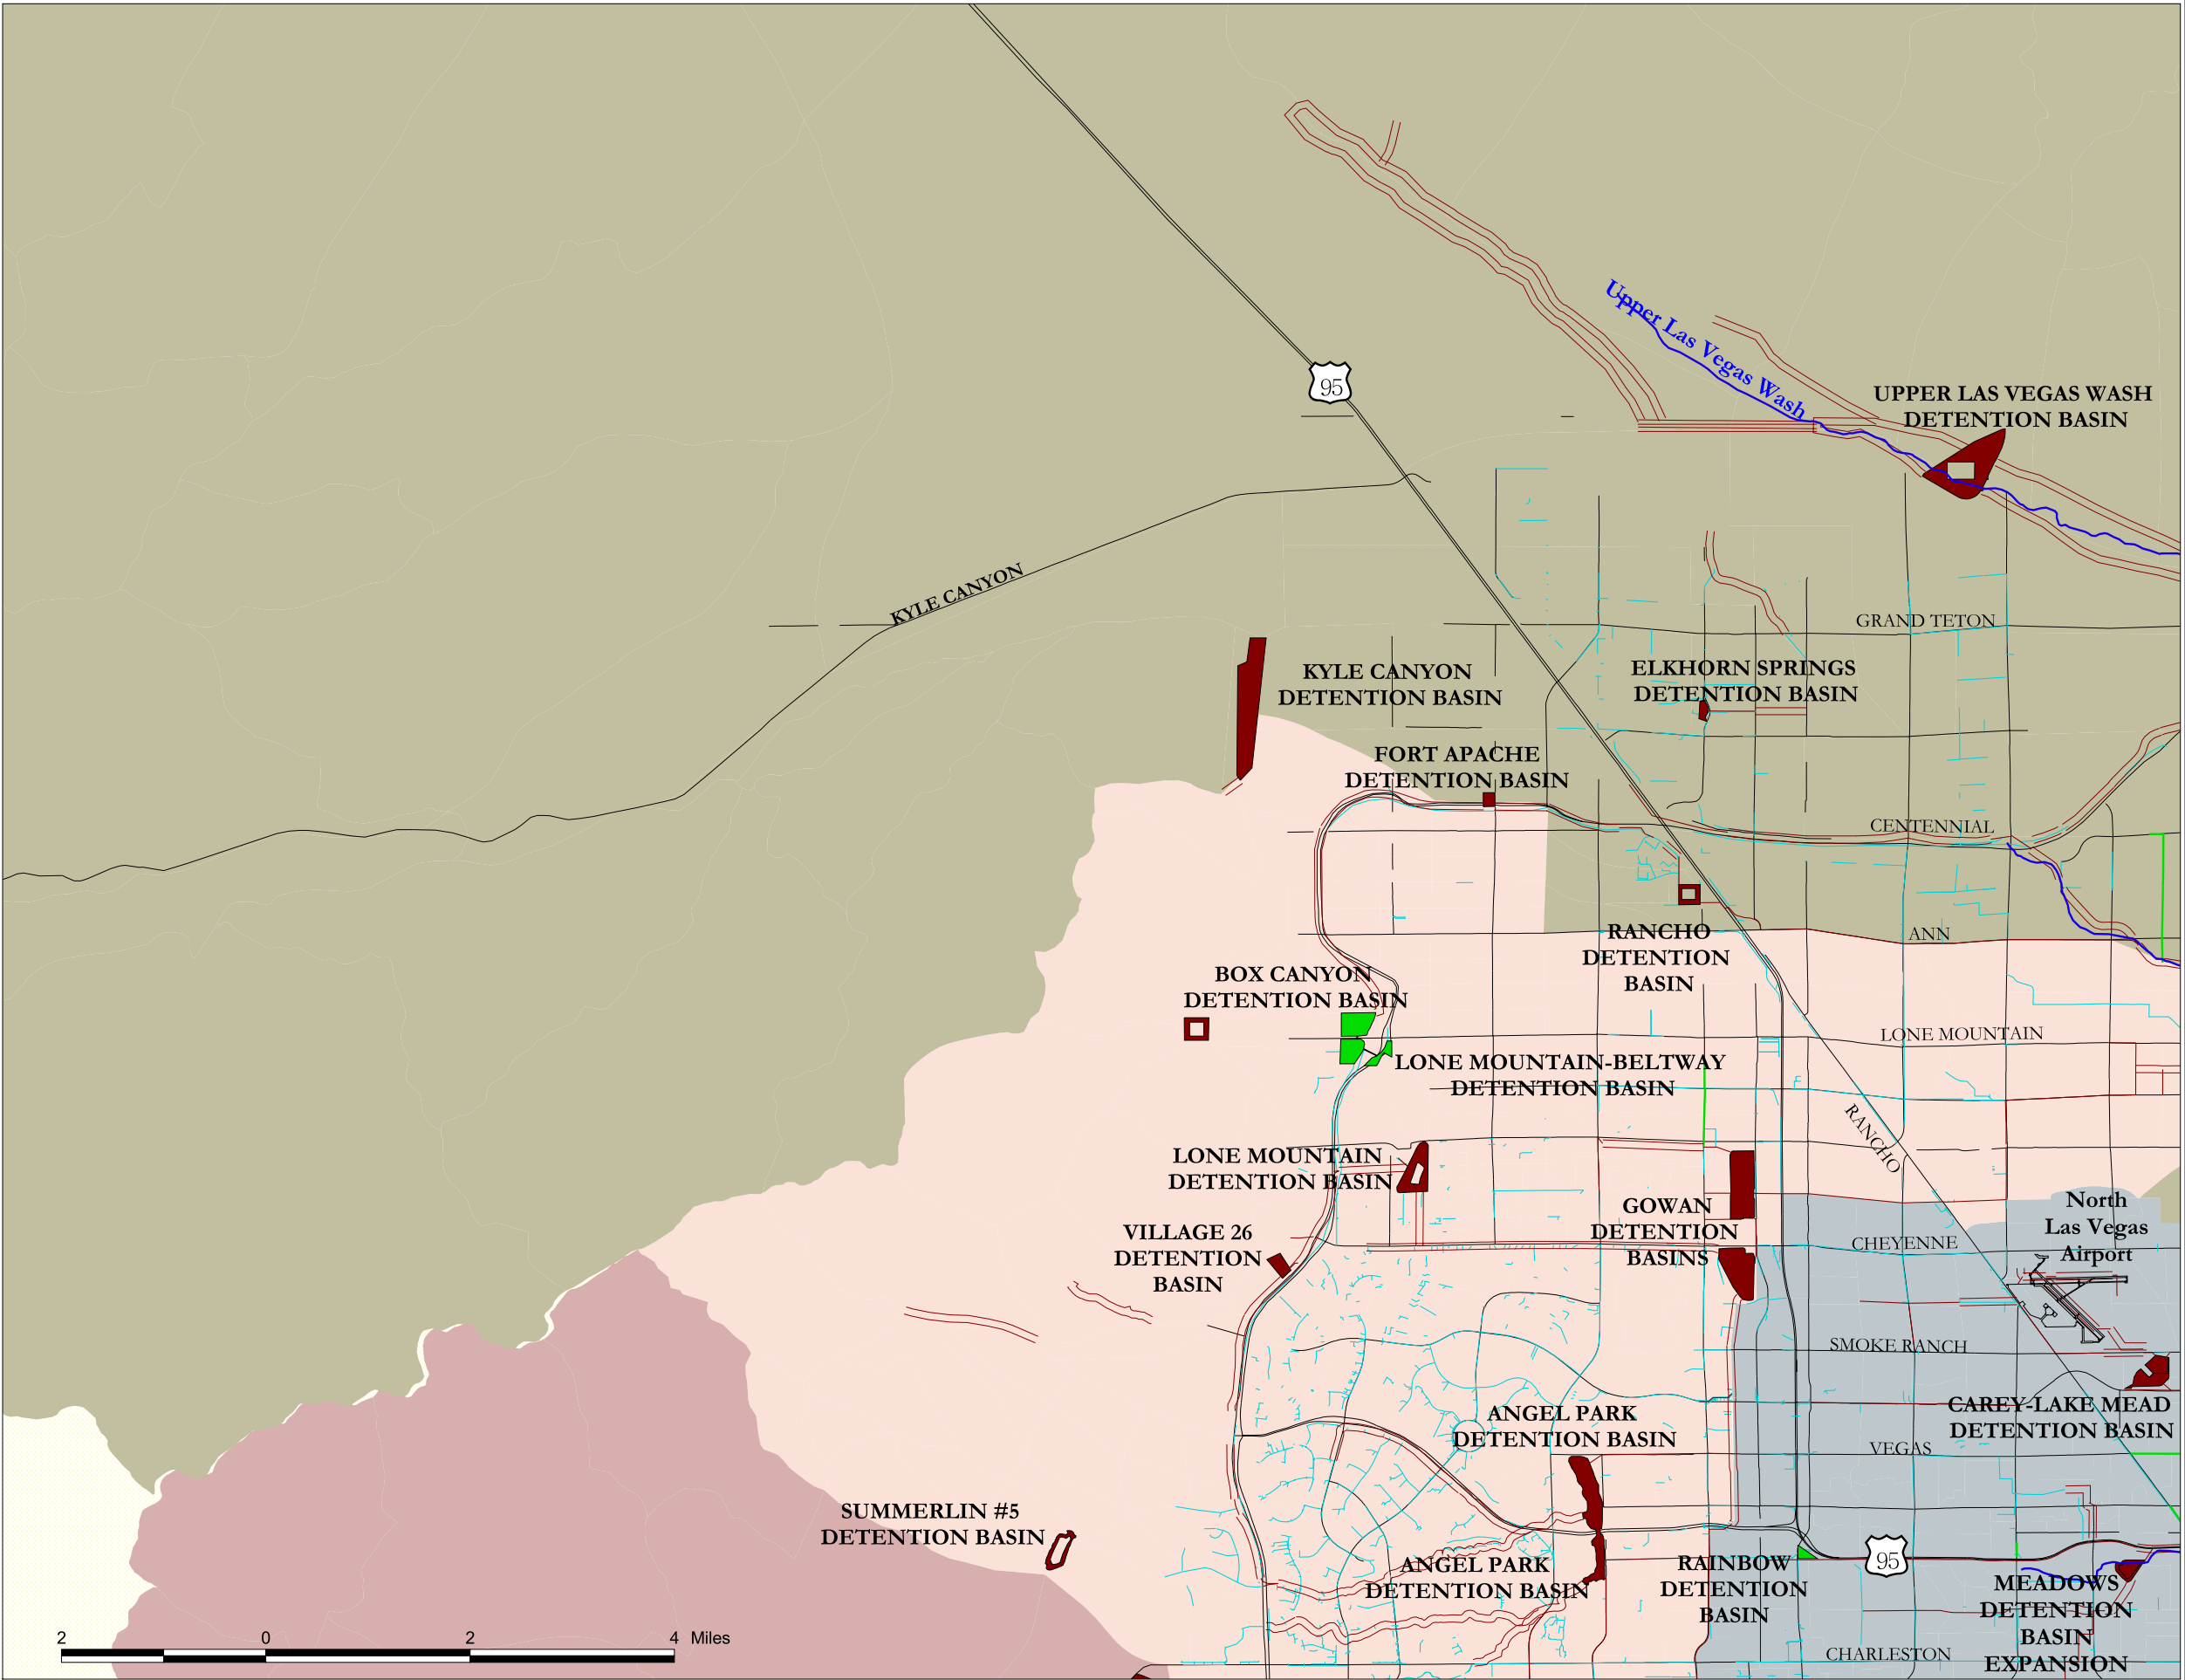 Upper Las Vegas Wash
95
UPPER LAS VEGAS WASH
DETENTION BASIN
KYLE CANYON
GRAND TETON
KYLE CANYON
DETENTION BASIN
ELKHORN SPRINGS
DETENTION BASIN
FORT APACHE
DETENTION BASIN
CENTENNIAL
RANCHO
DETENTION
BASIN
ANN
BOX CANYON
DETENTION BASIN
LONE MOUNTAIN
LONE MOUNTAIN-BELTWAY
DETENTION BASIN
RANCHO
LONE MOUNTAIN
DETENTION BASIN
GOWAN
DETENTION
BASINS
North
Las Vegas
Airport
VILLAGE 26
DETENTION
BASIN
CHEYENNE
SMOKE RANCH
CAREY-LAKE MEAD
DETENTION BASIN
ANGEL PARK
DETENTION BASIN
VEGAS
SUMMERLIN #5
DETENTION BASIN
ANGEL PARK
DETENTION BASIN
RAINBOW
DETENTION
BASIN
95
MEADOWS
DETENTION
BASIN
EXPANSION
CHARLESTON
2 0 2 4 Miles